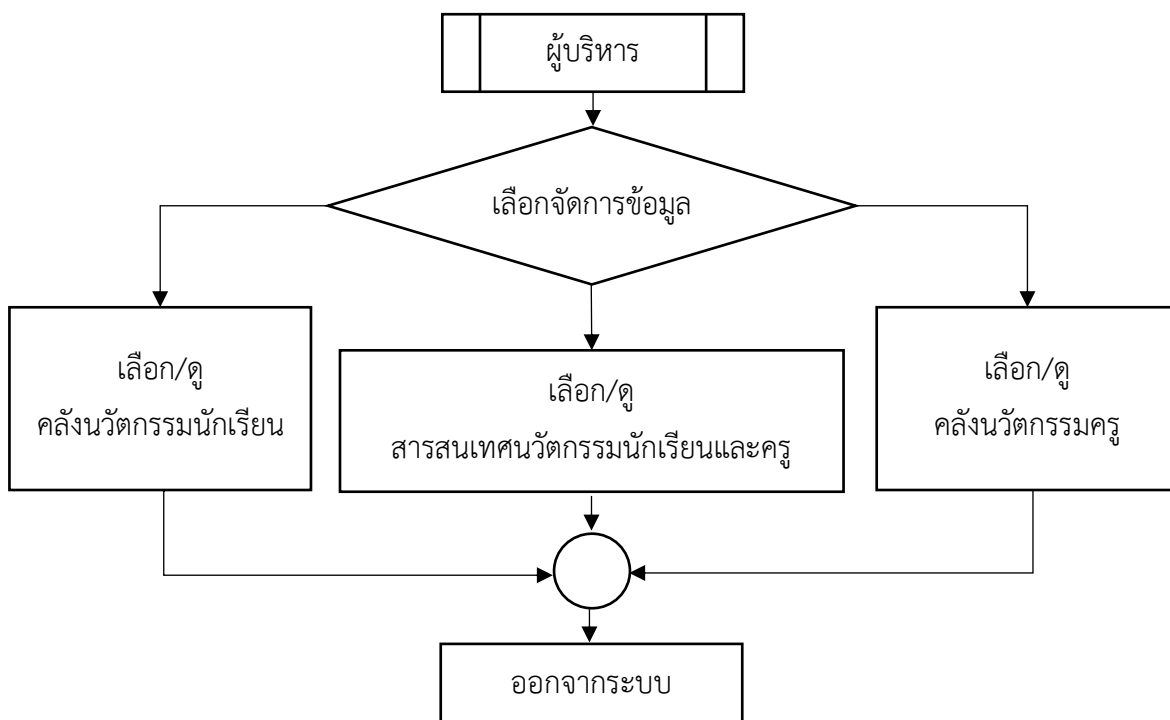 ผู้บริหาร
เลือกจัดการข้อมูล
เลือก/ดู
คลังนวัตกรรมนักเรียน
เลือก/ดู
สารสนเทศนวัตกรรมนักเรียนและครู
เลือก/ดู
คลังนวัตกรรมครู
ออกจากระบบ